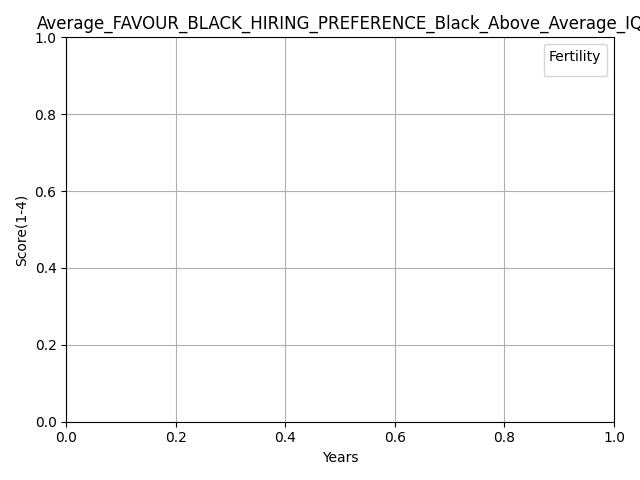 Average_FAVOUR_BLACK_HIRING_PREFERENCE_Black_Above_Average_IQ
Fertility
1.0
0.8
0.6
0.4
0.2
0.0
Score(1-4)
0.0 0.2 0.4 0.6 0.8 1.0
Years